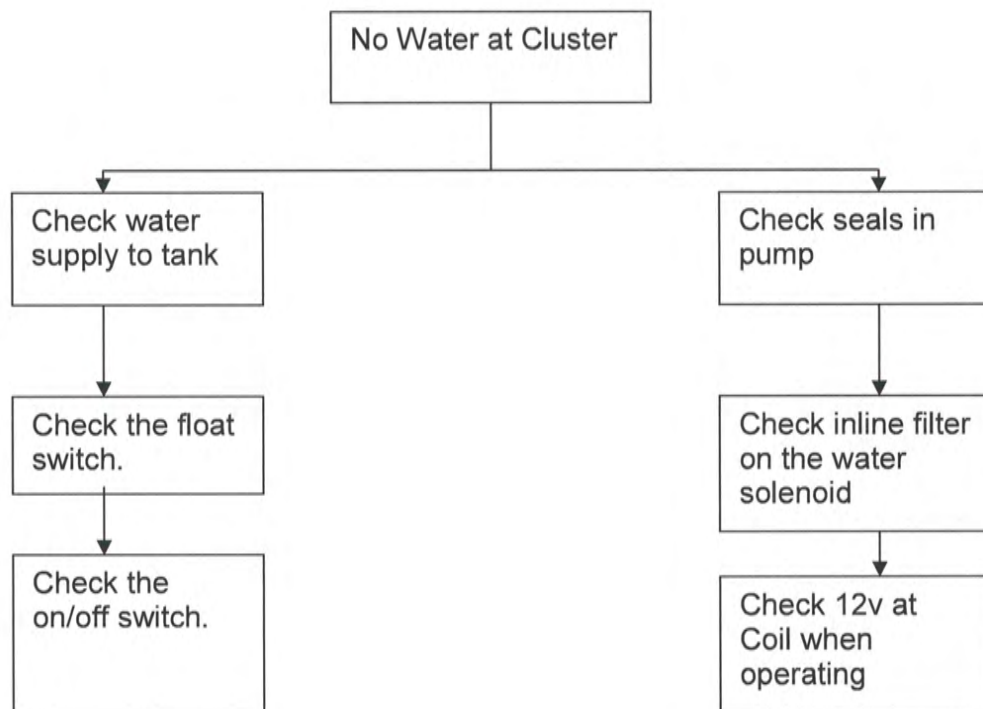 No Water at Cluster
Check water
supply to tank
Check seals in
pump
Check the float
switch.
Check inline filter
on the water
solenoid
Check the
on/off switch.
Check 12v at
Coil when
operating